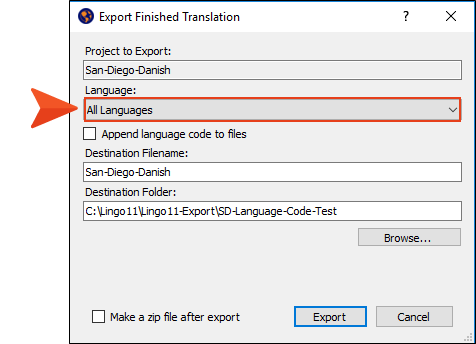 Export Finished Translation
Project to Export:
San-Diego-Danish
Language:
All Languages
Append language code to files
Destination Filename:
San-Diego-Danish
Destination Folder:
C:\Lingo11\Lingo11-Export\SD-Language-Code-Test
Browse...
Make a zip file after export
Export
Cancel